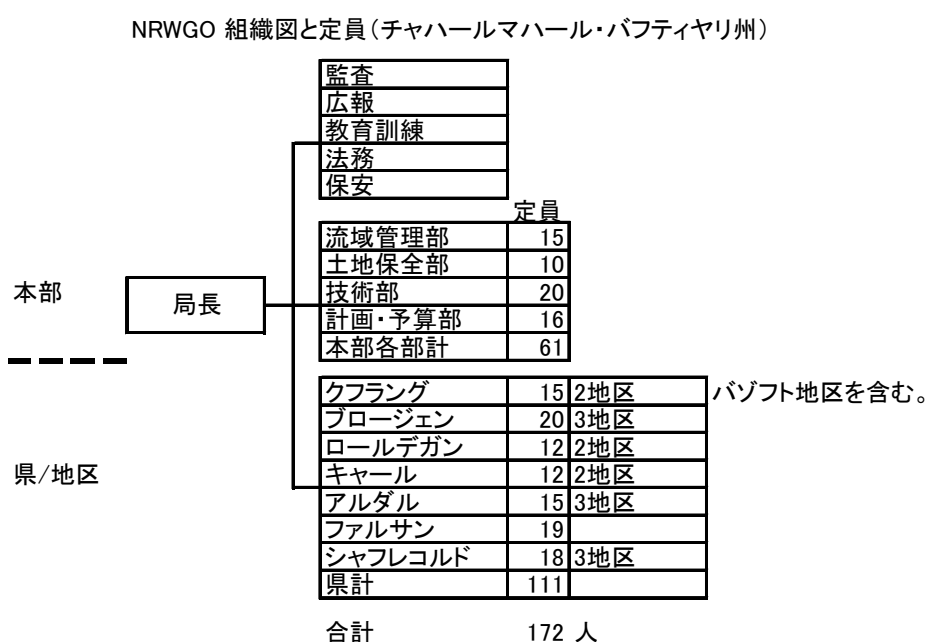 NRWGO 組織図と定員（チャハールマハール・バフティヤリ州）
監査
広報
教育訓練
法務
保安
定員
流域管理部 15
土地保全部 10
技術部 20
計画・予算部 16
本部各部計 61
本部
局長
クフラング 15 2地区 バゾフト地区を含む。
ブロージェン 20 3地区
ロールデガン 12 2地区
キャール 12 2地区
アルダル 15 3地区
ファルサン 19
シャフレコルド 18 3地区
県計 111
県/地区
合計 172 人